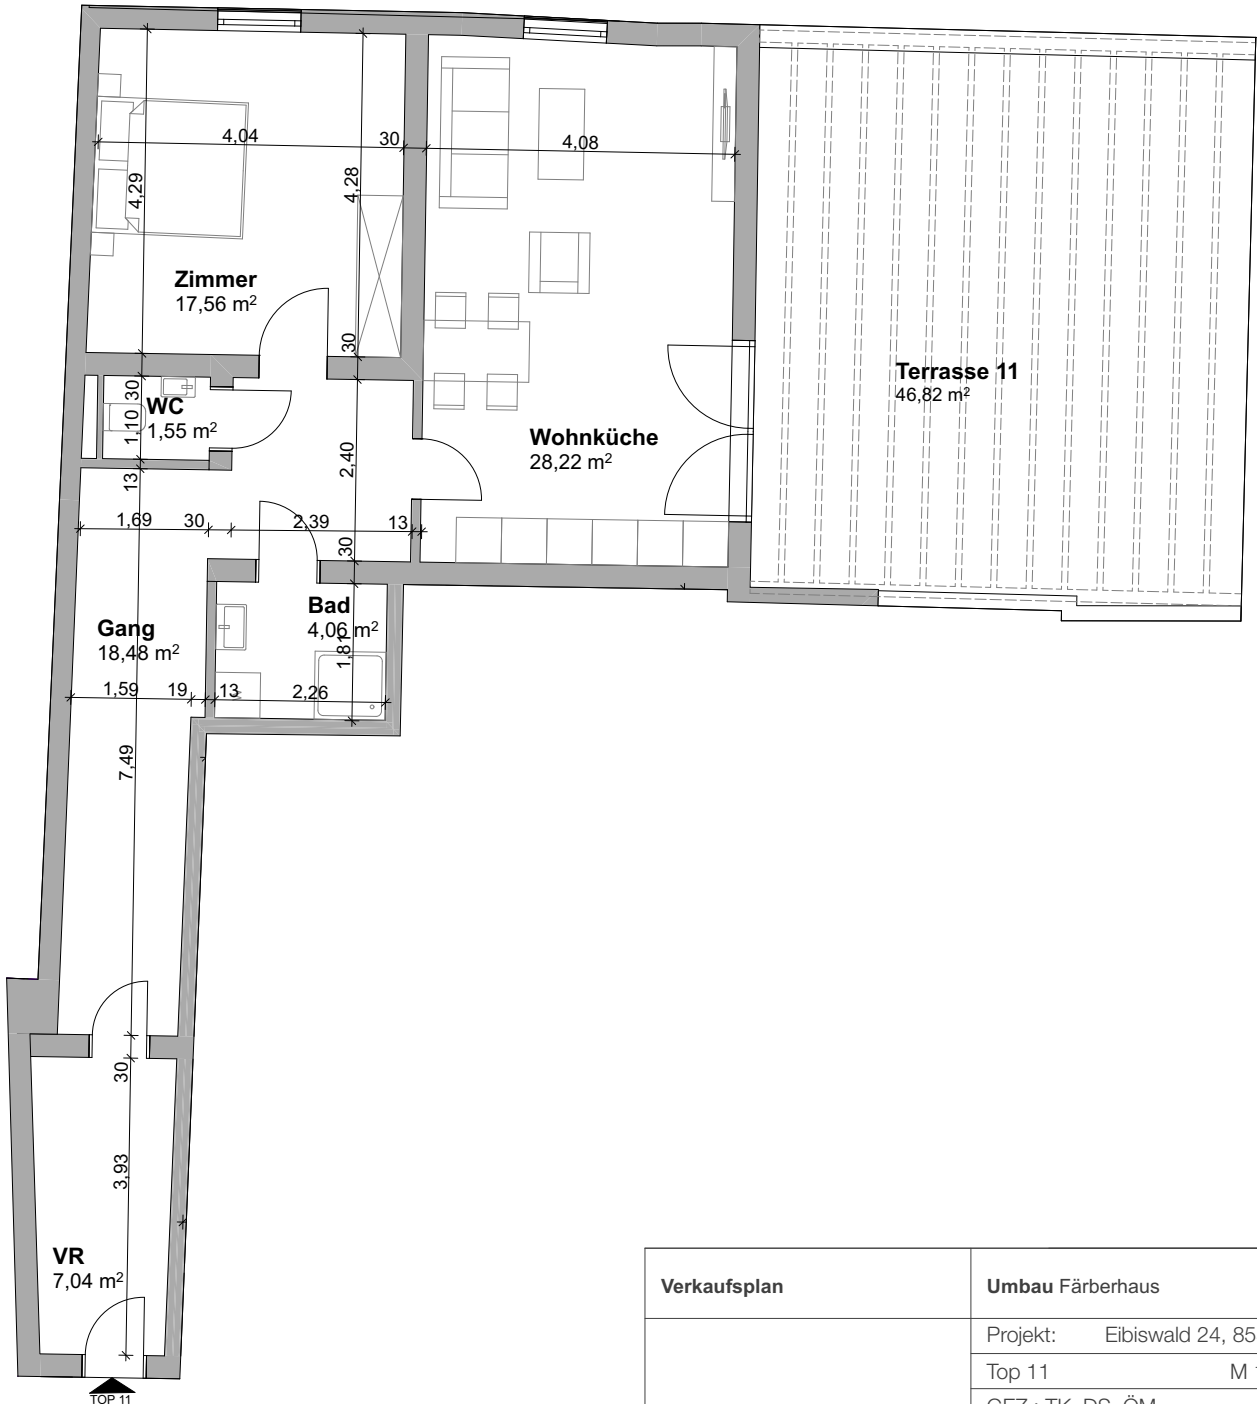 4,04
30
4,08
4,29
4,28
Zimmer
17,56 m²
30
Terrasse 11
46,82 m²
30
WC
1,10
1,55 m²
Wohnküche
28,22 m²
2,40
13
1,69
30
2,39
13
30
Bad
4,06 m²
Gang
18,48 m²
1,81
1,59
19
13
2,26
7,49
30
3,93
VR
7,04 m²
TOP 11
Verkaufsplan
Umbau Färberhaus
Projekt: Eibiswald 24, 85
Top 11 M